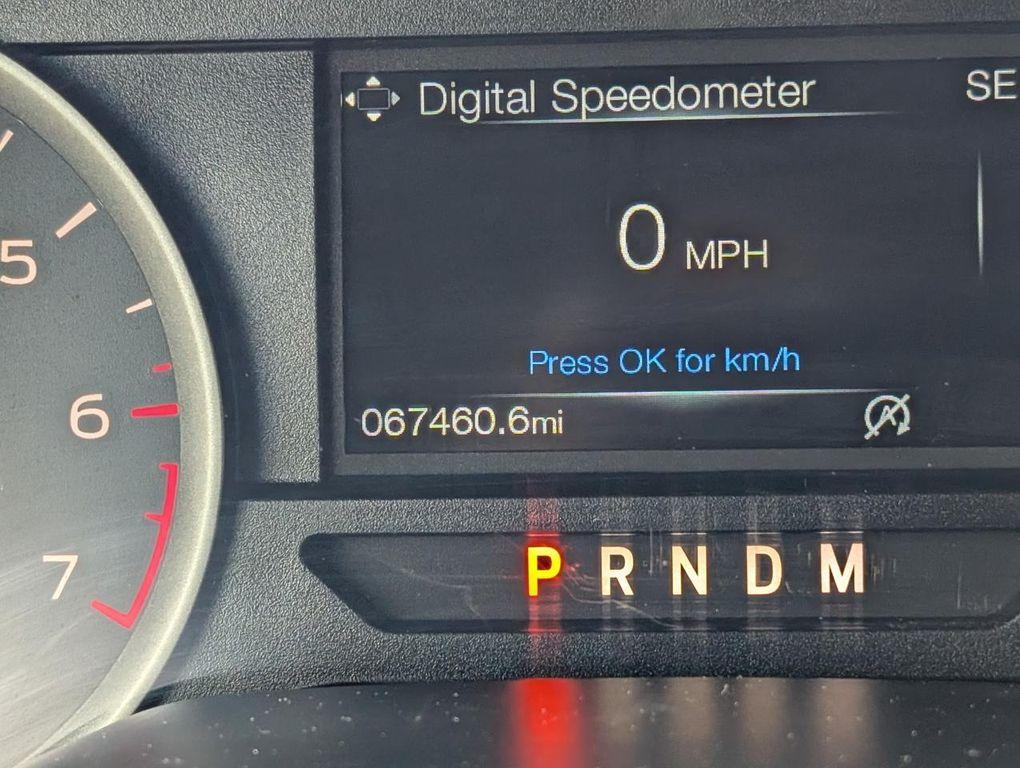 Digital Speedometer
SE
0 MPH
Press OK for km/h
067460.6mi
A
5
6
7
P R N D M